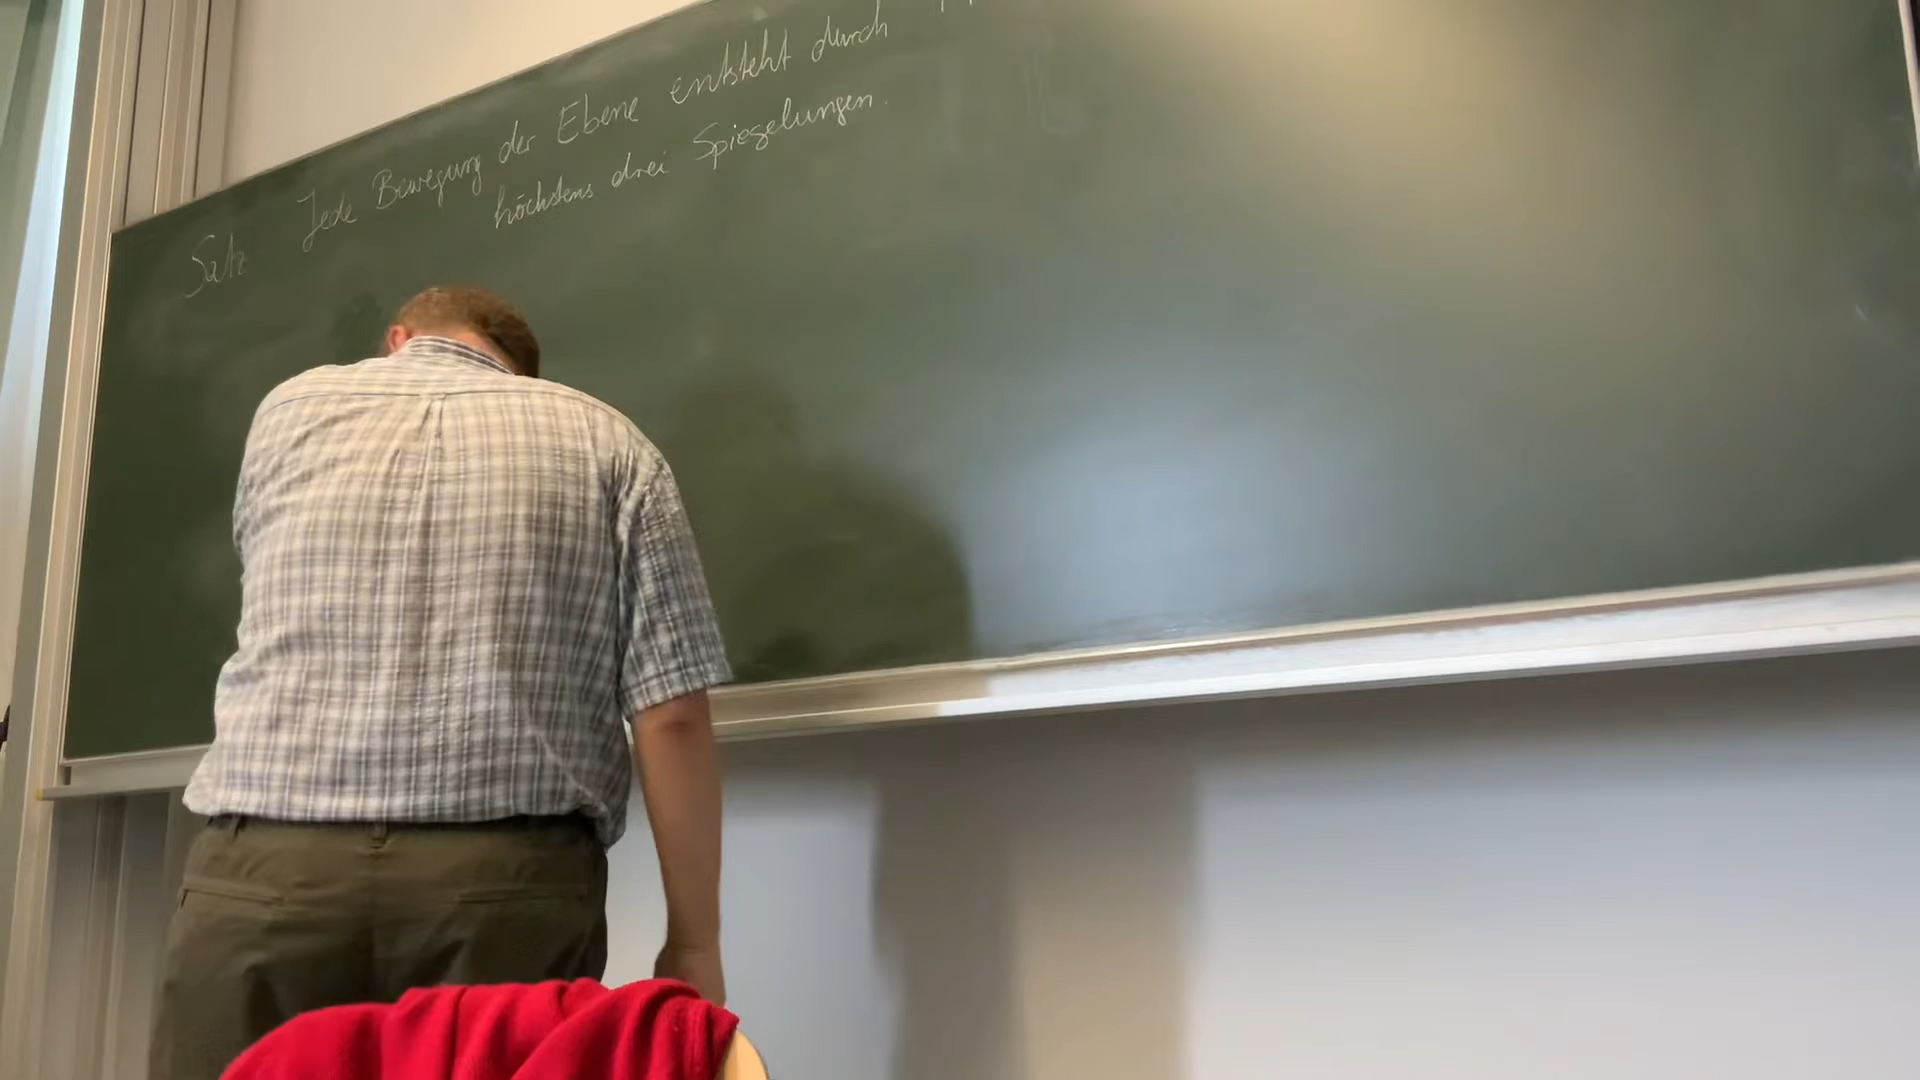 Satz Jede Bewegung der Ebene entsteht durch
höchstens drei Spiegelungen.